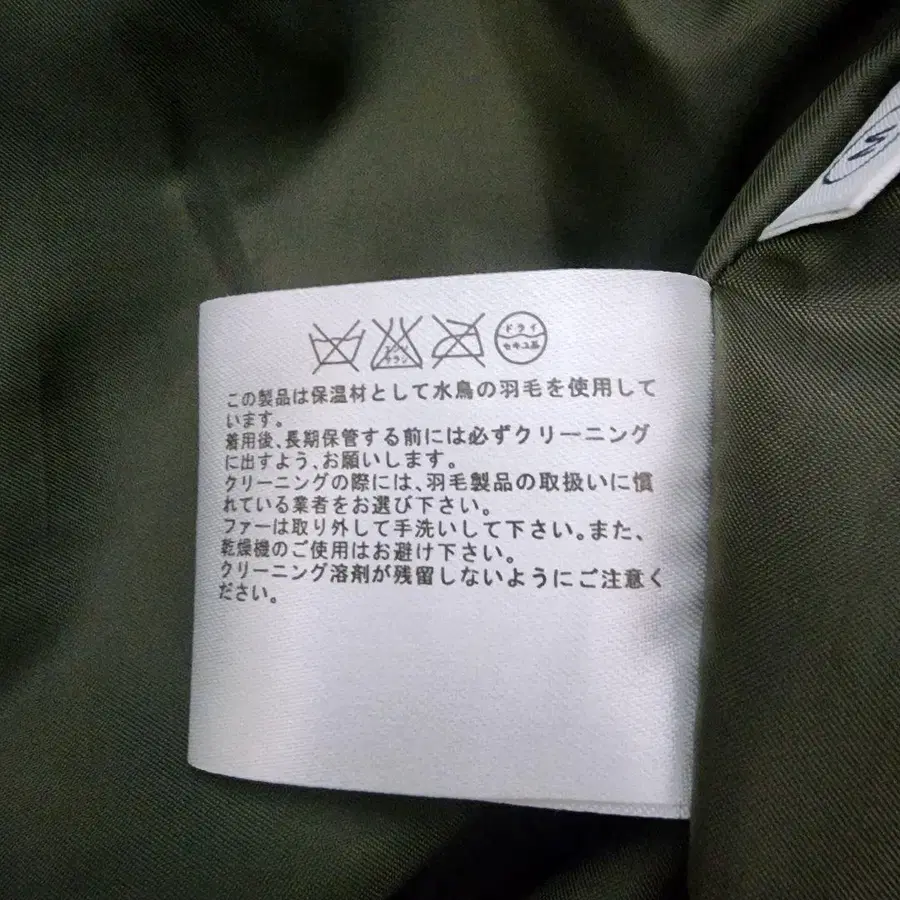 エンソ
サラシ
ドライ
セキユ系
この製品は保温材として水鳥の羽毛を使用して
います。
着用後、長期保管する前には必ずクリーニング
に出すよう、お願いします。
クリーニングの際には、羽毛製品の取扱いに慣
れている業者をお選び下さい。
ファーは取り外して手洗いして下さい。また、
乾燥機のご使用はお避け下さい。
クリーニング溶剤が残留しないようにご注意く
ださい。